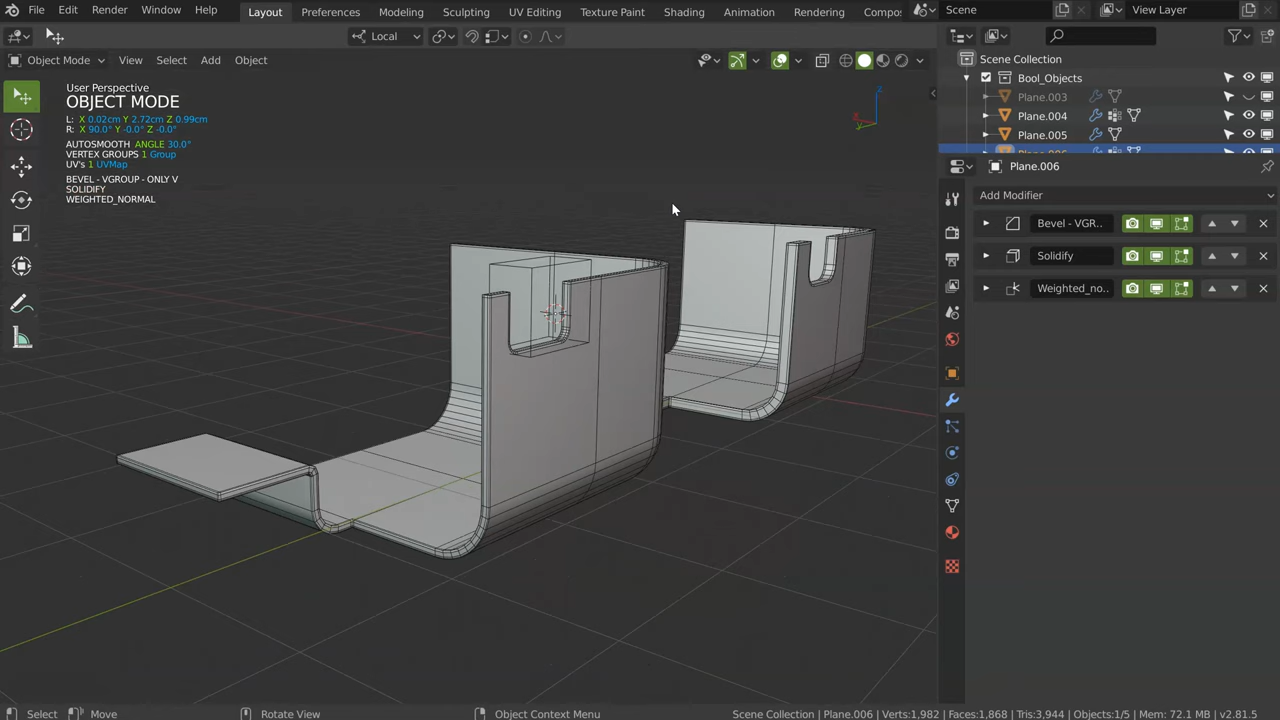 File Edit Render Window Help Layout Preferences Modeling Sculpting UV Editing Texture Paint Shading Animation Rendering Compos Scene View Layer
Local
Object Mode View Select Add Object
User Perspective
OBJECT MODE
L: X 0.02cm Y 2.72cm Z 0.99cm
R: X 90.0° Y -0.0° Z -0.0°
AUTOSMOOTH ANGLE 30.0°
VERTEX GROUPS 1 Group
UV's 1 UVMap
BEVEL - VGROUP - ONLY V
SOLIDIFY
WEIGHTED_NORMAL
Z
X
Y
Scene Collection
Bool_Objects
Plane.003
Plane.004
Plane.005
Plane.006
Plane.006
Add Modifier
Bevel - VGR..
Solidify
Weighted_no..
Select Move Rotate View Object Context Menu Scene Collection | Plane.006 | Verts:1,982 | Faces:1,868 | Tris:3,944 | Objects:1/5 | Mem: 72.1 MB | v2.81.5